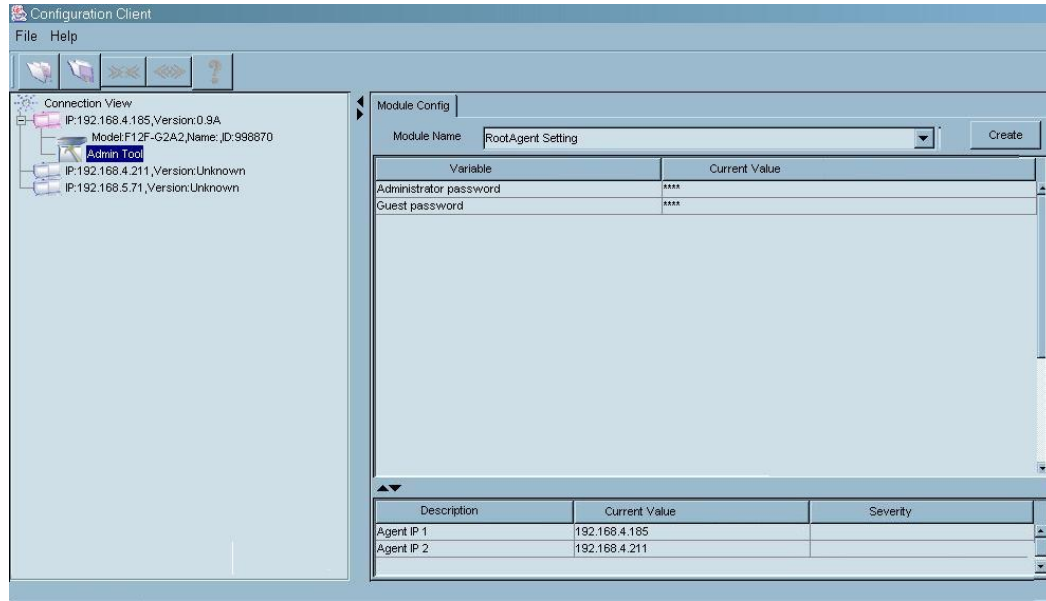 Configuration Client
File Help
?
Connection View
IP:192.168.4.185,Version:0.9A
Model:F12F-G2A2,Name:,ID:998870
Admin Tool
IP:192.168.4.211,Version:Unknown
IP:192.168.5.71,Version:Unknown
Module Config
Module Name RootAgent Setting Create
Variable Current Value
Administrator password ****
Guest password ****
Description Current Value Severity
Agent IP 1 192.168.4.185
Agent IP 2 192.168.4.211